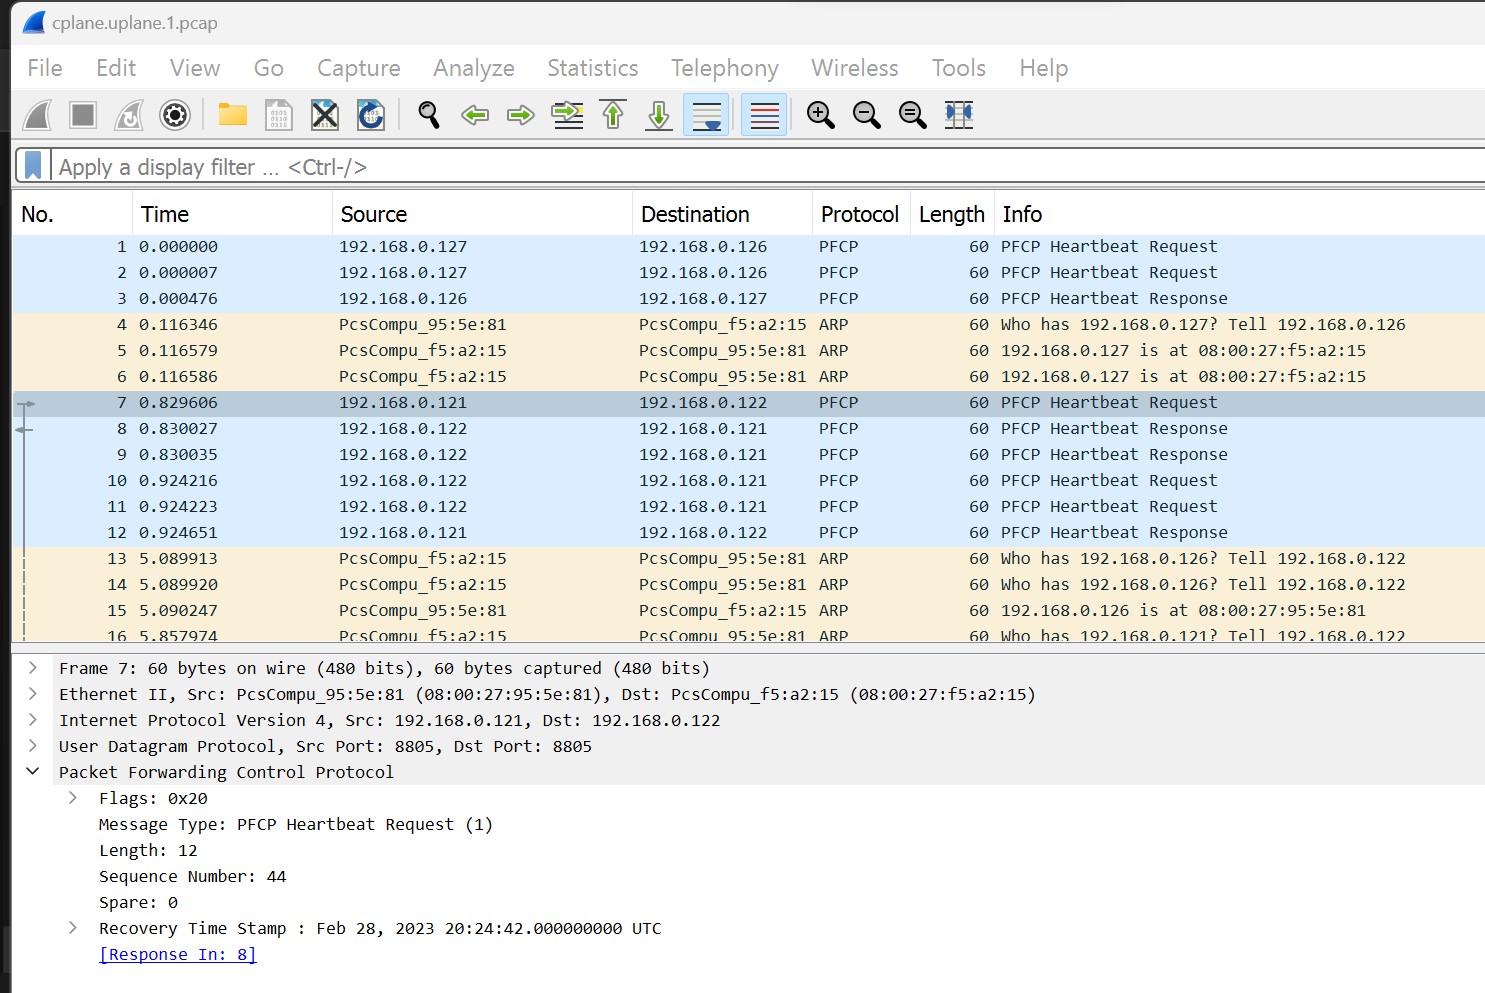 cplane.uplane.1.pcap
File Edit View Go Capture Analyze Statistics Telephony Wireless Tools Help
Apply a display filter … <Ctrl-/>
No. Time Source Destination Protocol Length Info
1 0.000000 192.168.0.127 192.168.0.126 PFCP 60 PFCP Heartbeat Request
2 0.000007 192.168.0.127 192.168.0.126 PFCP 60 PFCP Heartbeat Request
3 0.000476 192.168.0.126 192.168.0.127 PFCP 60 PFCP Heartbeat Response
4 0.116346 PcsCompu_95:5e:81 PcsCompu_f5:a2:15 ARP 60 Who has 192.168.0.127? Tell 192.168.0.126
5 0.116579 PcsCompu_f5:a2:15 PcsCompu_95:5e:81 ARP 60 192.168.0.127 is at 08:00:27:f5:a2:15
6 0.116586 PcsCompu_f5:a2:15 PcsCompu_95:5e:81 ARP 60 192.168.0.127 is at 08:00:27:f5:a2:15
7 0.829606 192.168.0.121 192.168.0.122 PFCP 60 PFCP Heartbeat Request
8 0.830027 192.168.0.122 192.168.0.121 PFCP 60 PFCP Heartbeat Response
9 0.830035 192.168.0.122 192.168.0.121 PFCP 60 PFCP Heartbeat Response
10 0.924216 192.168.0.122 192.168.0.121 PFCP 60 PFCP Heartbeat Request
11 0.924223 192.168.0.122 192.168.0.121 PFCP 60 PFCP Heartbeat Request
12 0.924651 192.168.0.121 192.168.0.122 PFCP 60 PFCP Heartbeat Response
13 5.089913 PcsCompu_f5:a2:15 PcsCompu_95:5e:81 ARP 60 Who has 192.168.0.126? Tell 192.168.0.122
14 5.089920 PcsCompu_f5:a2:15 PcsCompu_95:5e:81 ARP 60 Who has 192.168.0.126? Tell 192.168.0.122
15 5.090247 PcsCompu_95:5e:81 PcsCompu_f5:a2:15 ARP 60 192.168.0.126 is at 08:00:27:95:5e:81
16 5.857974 PcsCompu_f5:a2:15 PcsCompu_95:5e:81 ARP 60 Who has 192.168.0.121? Tell 192.168.0.122
Frame 7: 60 bytes on wire (480 bits), 60 bytes captured (480 bits)
Ethernet II, Src: PcsCompu_95:5e:81 (08:00:27:95:5e:81), Dst: PcsCompu_f5:a2:15 (08:00:27:f5:a2:15)
Internet Protocol Version 4, Src: 192.168.0.121, Dst: 192.168.0.122
User Datagram Protocol, Src Port: 8805, Dst Port: 8805
Packet Forwarding Control Protocol
Flags: 0x20
Message Type: PFCP Heartbeat Request (1)
Length: 12
Sequence Number: 44
Spare: 0
Recovery Time Stamp : Feb 28, 2023 20:24:42.000000000 UTC
[Response In: 8]